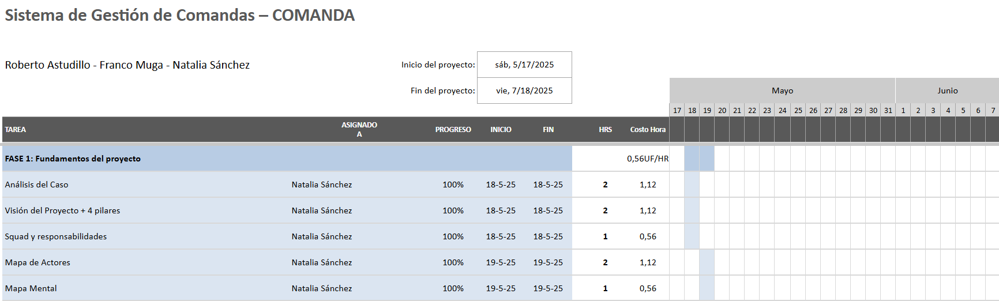 Sistema de Gestión de Comandas – COMANDA
Roberto Astudillo - Franco Muga - Natalia Sánchez
Inicio del proyecto: sáb, 5/17/2025
Fin del proyecto: vie, 7/18/2025
Mayo Junio
17 18 19 20 21 22 23 24 25 26 27 28 29 30 31 1 2 3 4 5 6 7
TAREA ASIGNADO A PROGRESO INICIO FIN HRS Costo Hora
FASE 1: Fundamentos del proyecto 0,56UF/HR
Análisis del Caso Natalia Sánchez 100% 18-5-25 18-5-25 2 1,12
Visión del Proyecto + 4 pilares Natalia Sánchez 100% 18-5-25 18-5-25 2 1,12
Squad y responsabilidades Natalia Sánchez 100% 18-5-25 18-5-25 1 0,56
Mapa de Actores Natalia Sánchez 100% 19-5-25 19-5-25 2 1,12
Mapa Mental Natalia Sánchez 100% 19-5-25 19-5-25 1 0,56